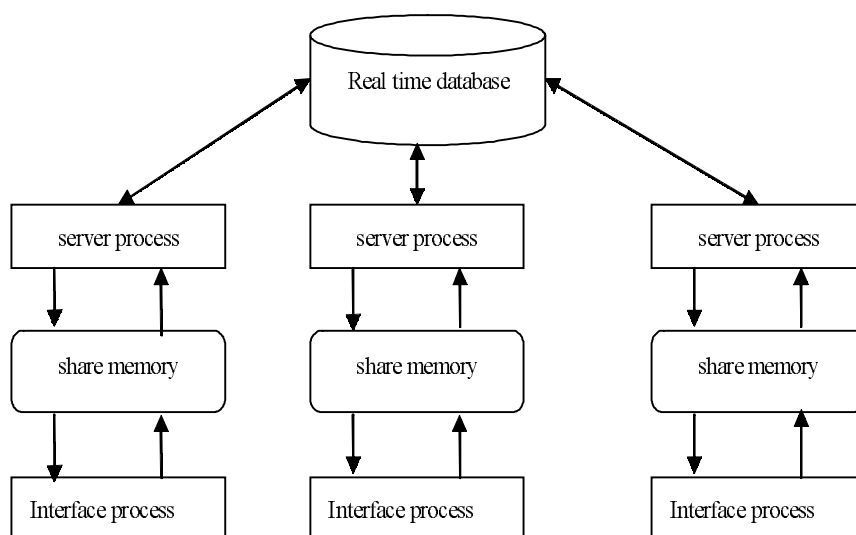 Real time database
server process
server process
server process
share memory
share memory
share memory
Interface process
Interface process
Interface process